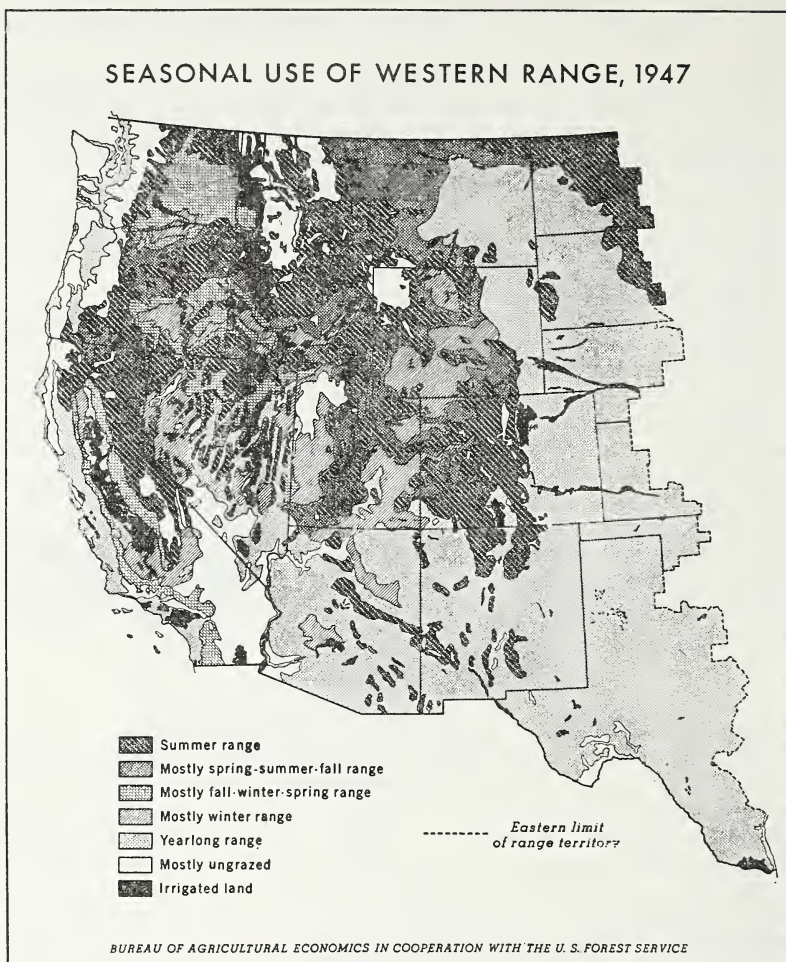 SEASONAL USE OF WESTERN RANGE, 1947
Summer range
Mostly spring-summer-fall range
Mostly fall-winter-spring range
Mostly winter range
Yearlong range
Mostly ungrazed
Irrigated land
Eastern limit
of range territory
BUREAU OF AGRICULTURAL ECONOMICS IN COOPERATION WITH THE U. S. FOREST SERVICE